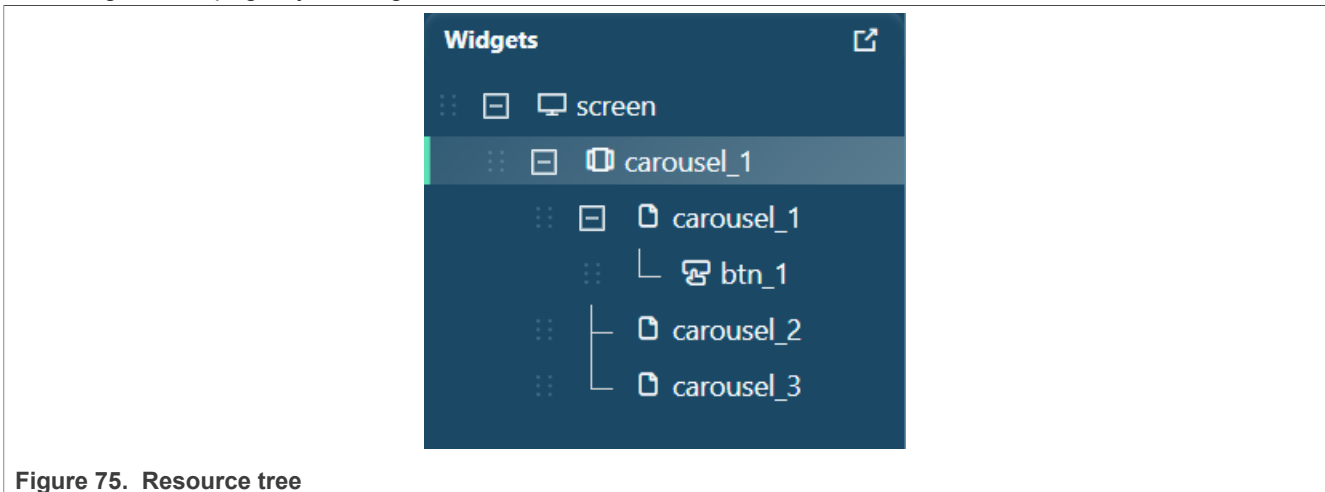 Widgets
screen
carousel_1
carousel_1
btn_1
carousel_2
carousel_3
Figure 75. Resource tree